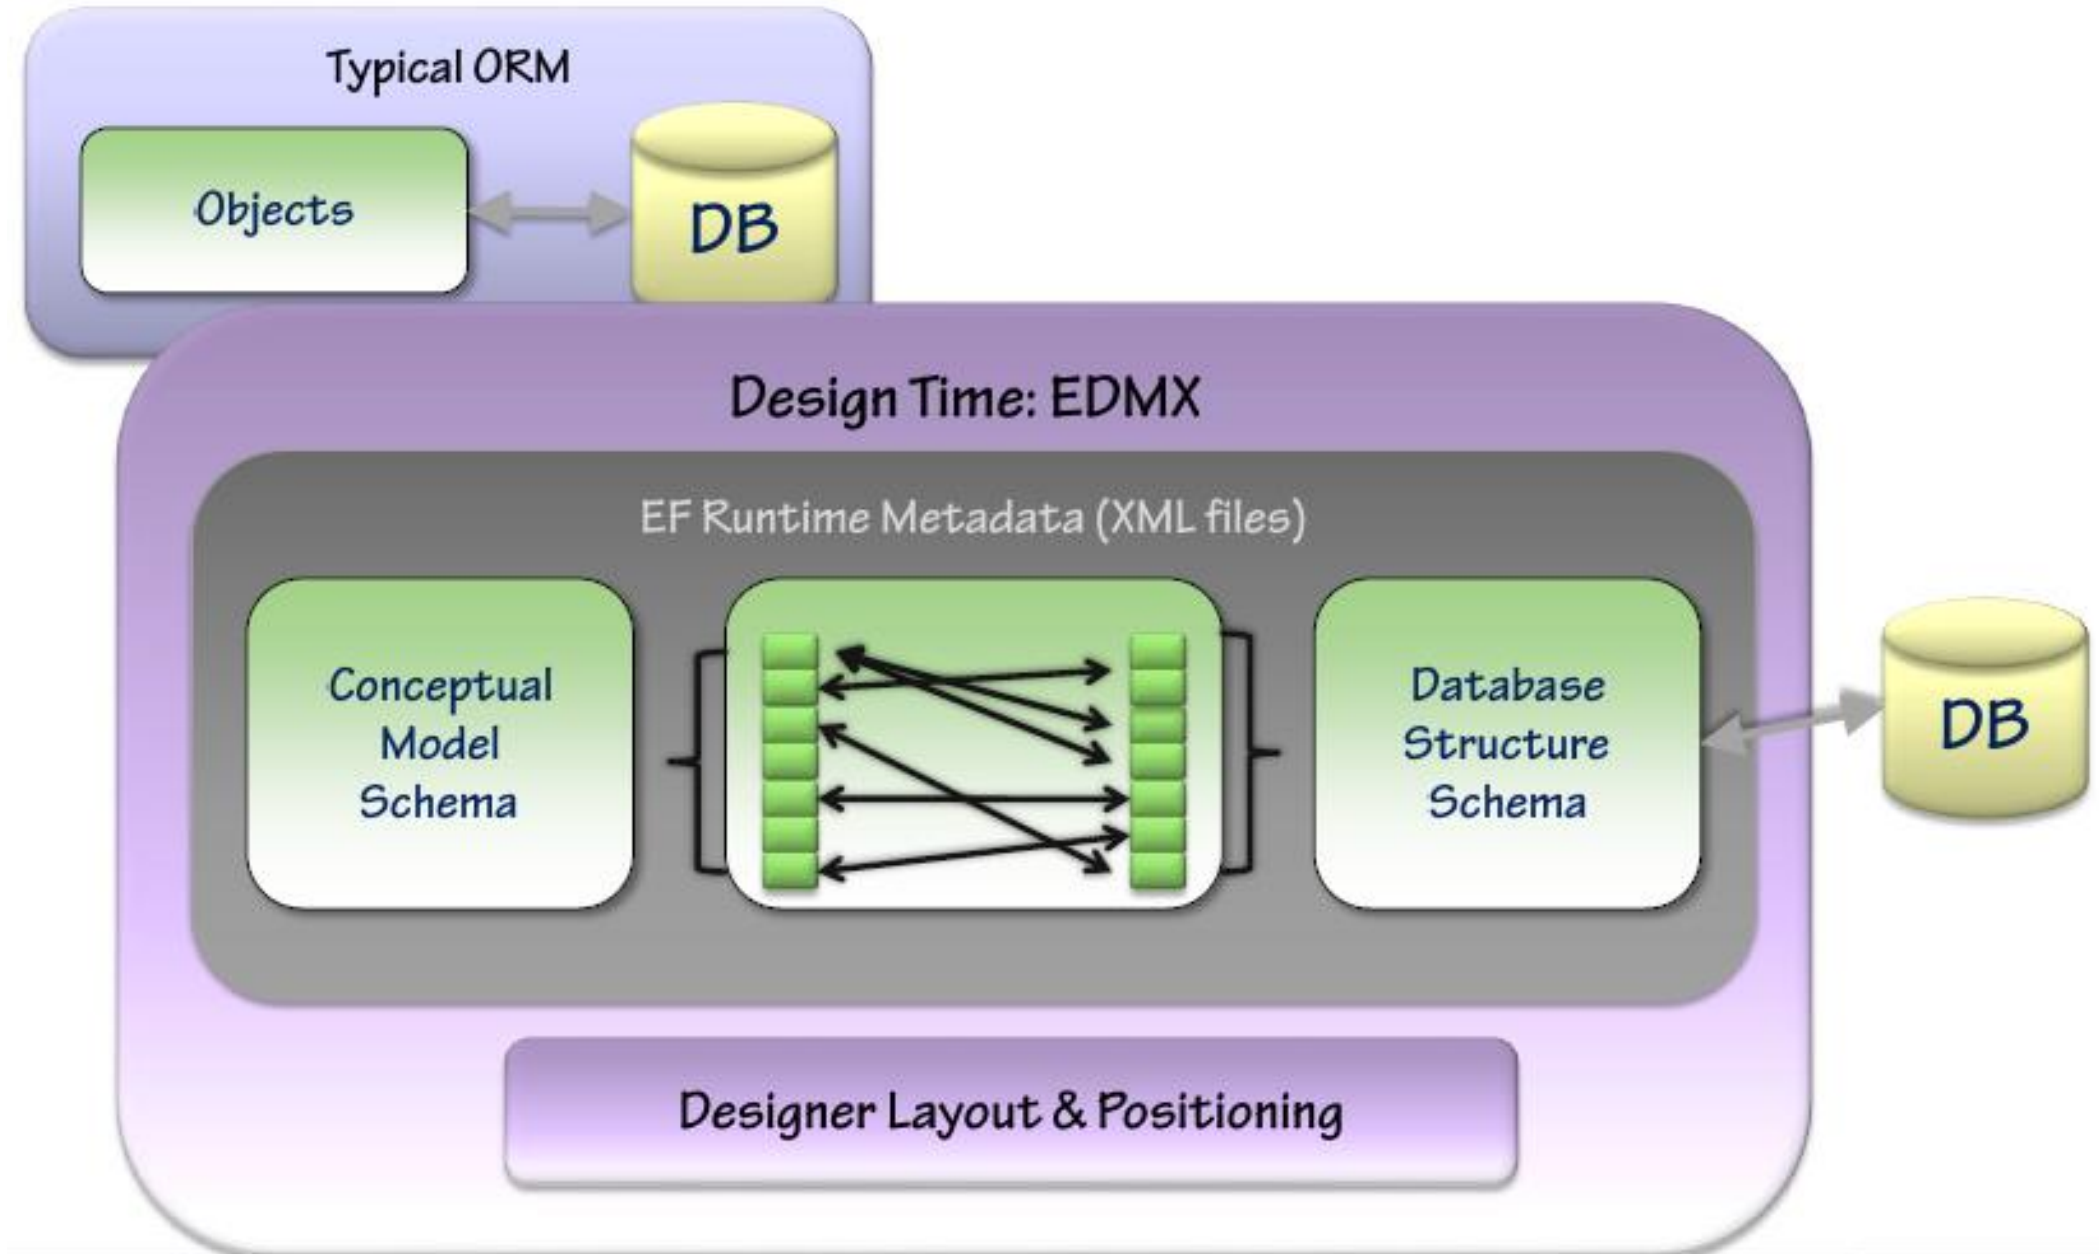 Typical ORM
Objects
DB
Design Time: EDMX
EF Runtime Metadata (XML files)
Conceptual
Model
Schema
Database
Structure
Schema
DB
Designer Layout & Positioning